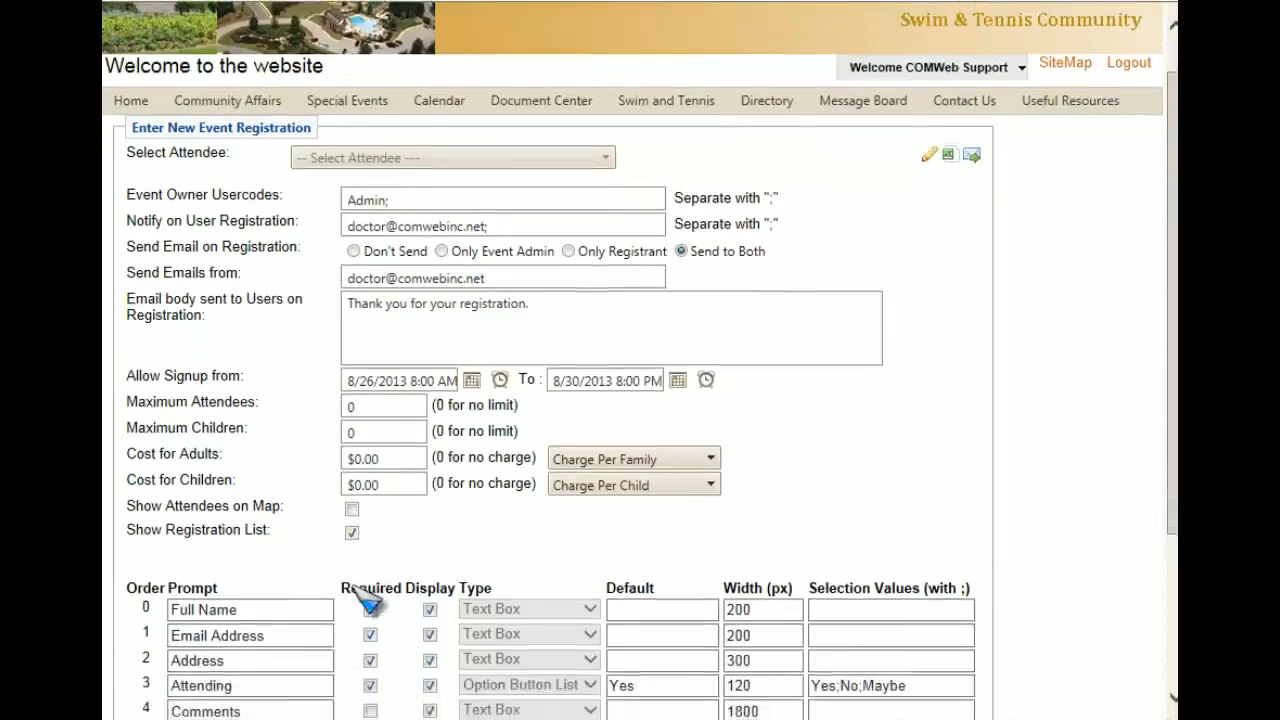 Swim & Tennis Community
Welcome to the website
Welcome COMWeb Support SiteMap Logout
Home Community Affairs Special Events Calendar Document Center Swim and Tennis Directory Message Board Contact Us Useful Resources
Enter New Event Registration
Select Attendee: -- Select Attendee ---
Event Owner Usercodes: Admin; Separate with ";"
Notify on User Registration: doctor@comwebinc.net; Separate with ";"
Send Email on Registration: Don't Send Only Event Admin Only Registrant Send to Both
Send Emails from: doctor@comwebinc.net
Email body sent to Users on Thank you for your registration.
Registration:
Allow Signup from: 8/26/2013 8:00 AM To : 8/30/2013 8:00 PM
Maximum Attendees: 0 (0 for no limit)
Maximum Children: 0 (0 for no limit)
Cost for Adults: $0.00 (0 for no charge) Charge Per Family
Cost for Children: $0.00 (0 for no charge) Charge Per Child
Show Attendees on Map:
Show Registration List:
Order Prompt Required Display Type Default Width (px) Selection Values (with ;)
0 Full Name Text Box 200
1 Email Address Text Box 200
2 Address Text Box 300
3 Attending Option Button List Yes 120 Yes;No;Maybe
4 Comments Text Box 1800